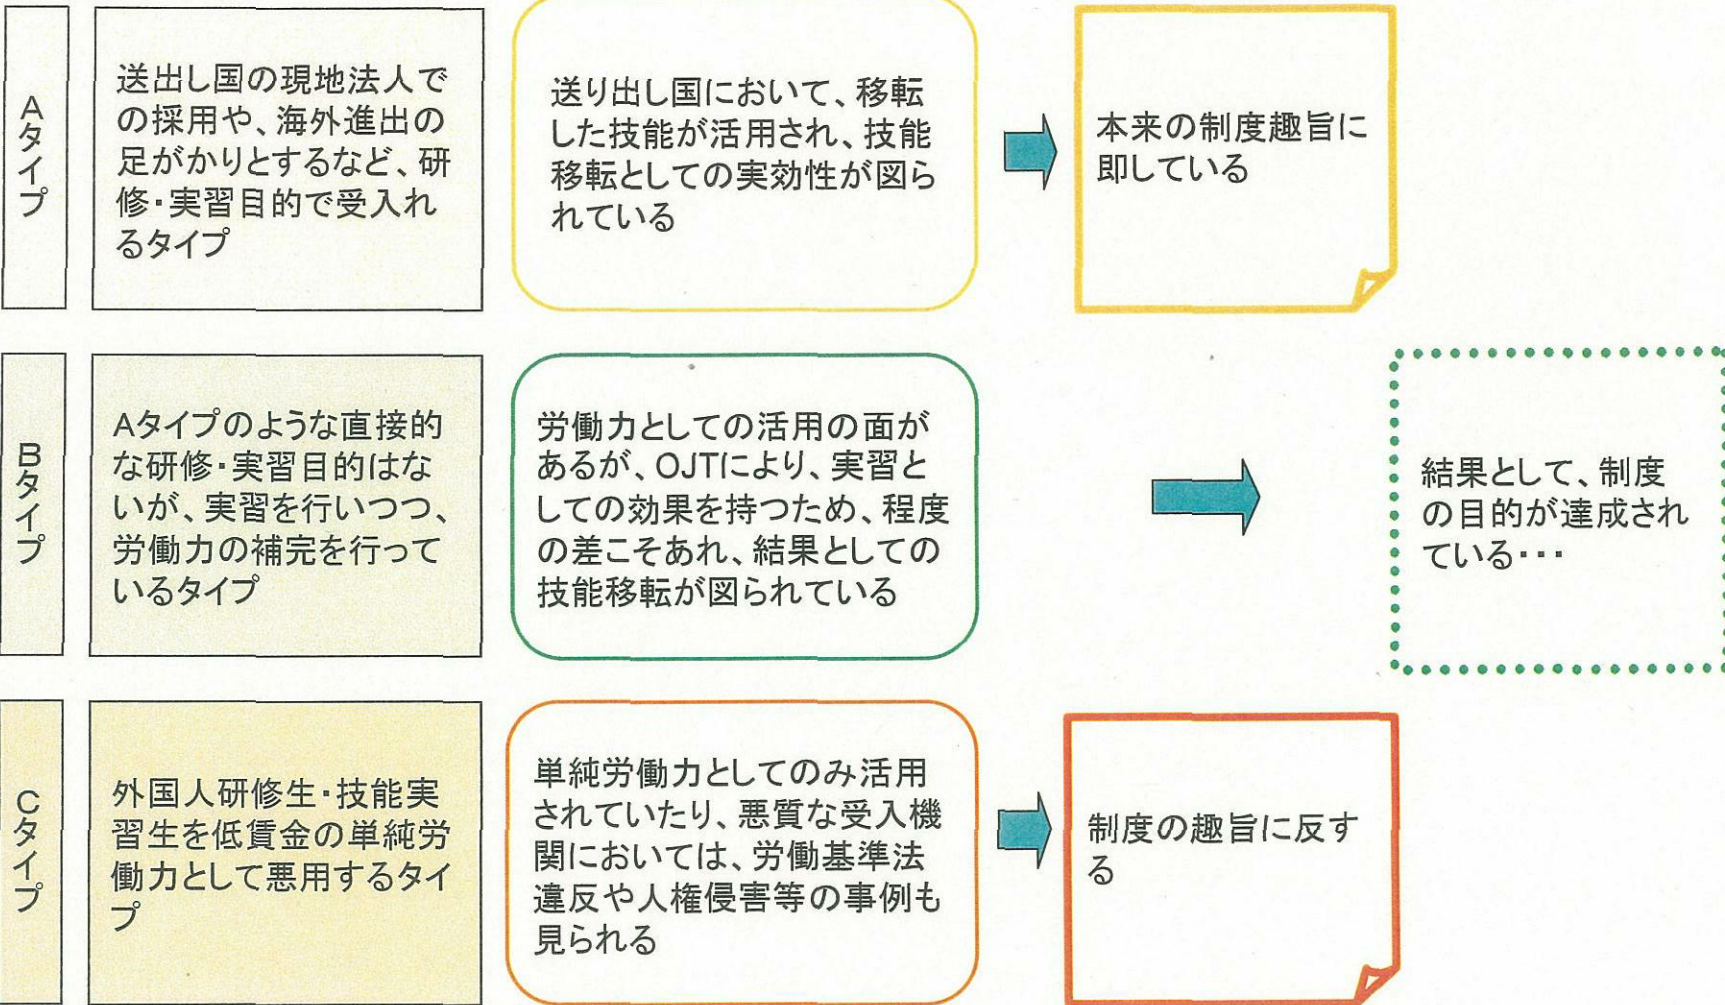 Aタイプ
送出し国の現地法人で
の採用や、海外進出の
足がかりとするなど、研
修・実習目的で受入れ
るタイプ
送り出し国において、移転
した技能が活用され、技能
移転としての実効性が図ら
れている
本来の制度趣旨に
即している
Bタイプ
Aタイプのような直接的
な研修・実習目的はな
いが、実習を行いつつ、
労働力の補完を行って
いるタイプ
労働力としての活用の面が
あるが、OJTにより、実習と
しての効果を持つため、程度
の差こそあれ、結果としての
技能移転が図られている
結果として、制度
の目的が達成され
ている・・・
Cタイプ
外国人研修生・技能実
習生を低賃金の単純労
働力として悪用するタイ
プ
単純労働力としてのみ活用
されていたり、悪質な受入機
関においては、労働基準法
違反や人権侵害等の事例も
見られる
制度の趣旨に反す
る